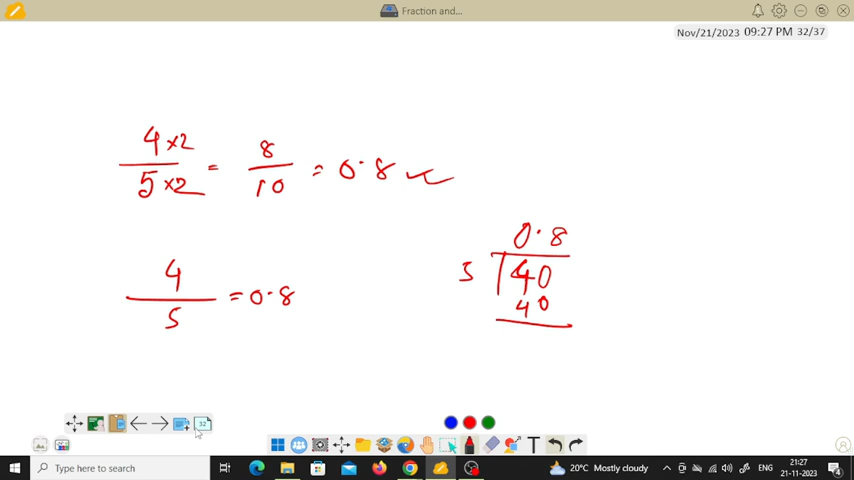 Fraction and...
Nov/21/2023 09:27 PM 32/37
4×2
5×2
=
8
10
= 0.8
4
5
= 0.8
0.8
5
40
40
32
T
Type here to search
20°C Mostly cloudy
ENG
21:27
21-11-2023
4